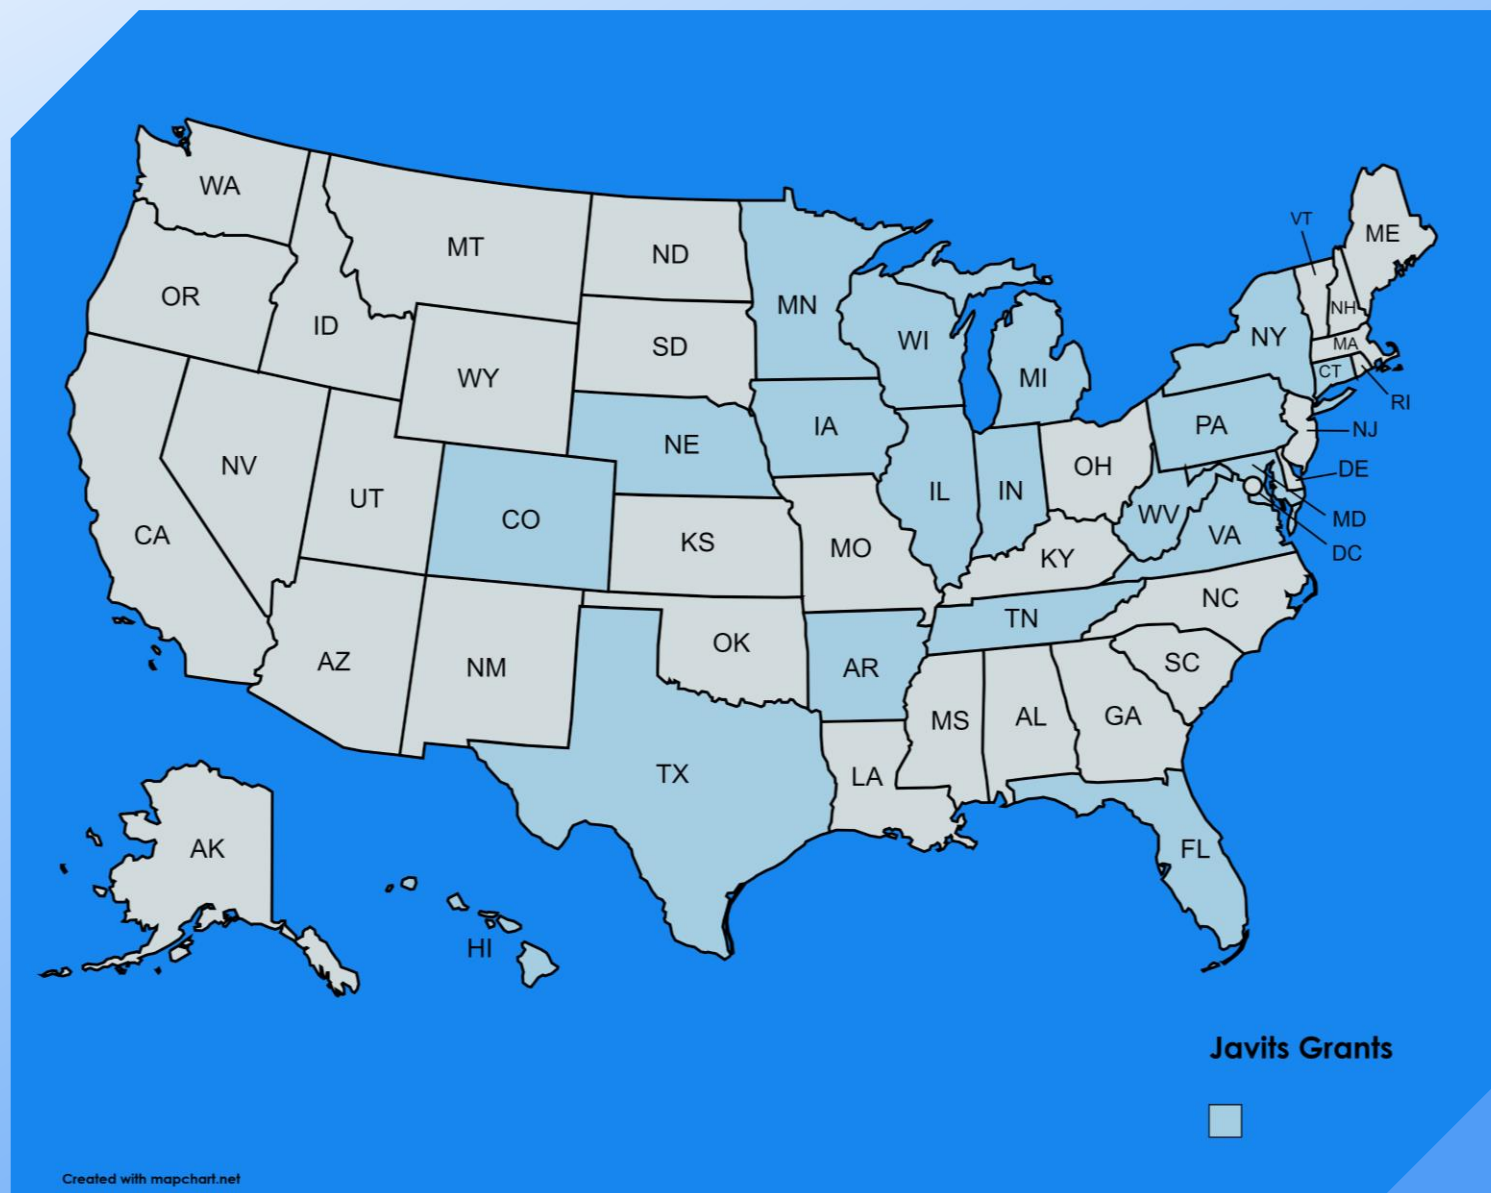 WA
MT
ND
MN
VT
ME
OR
ID
SD
WI
NY
NH
MA
WY
MI
CT
RI
IA
PA
NJ
NE
NV
OH
DE
UT
IL
IN
CO
WV
MD
CA
KS
MO
VA
DC
KY
NC
TN
OK
AZ
NM
AR
SC
MS
AL
GA
TX
LA
AK
FL
HI
Javits Grants
Created with mapchart.net